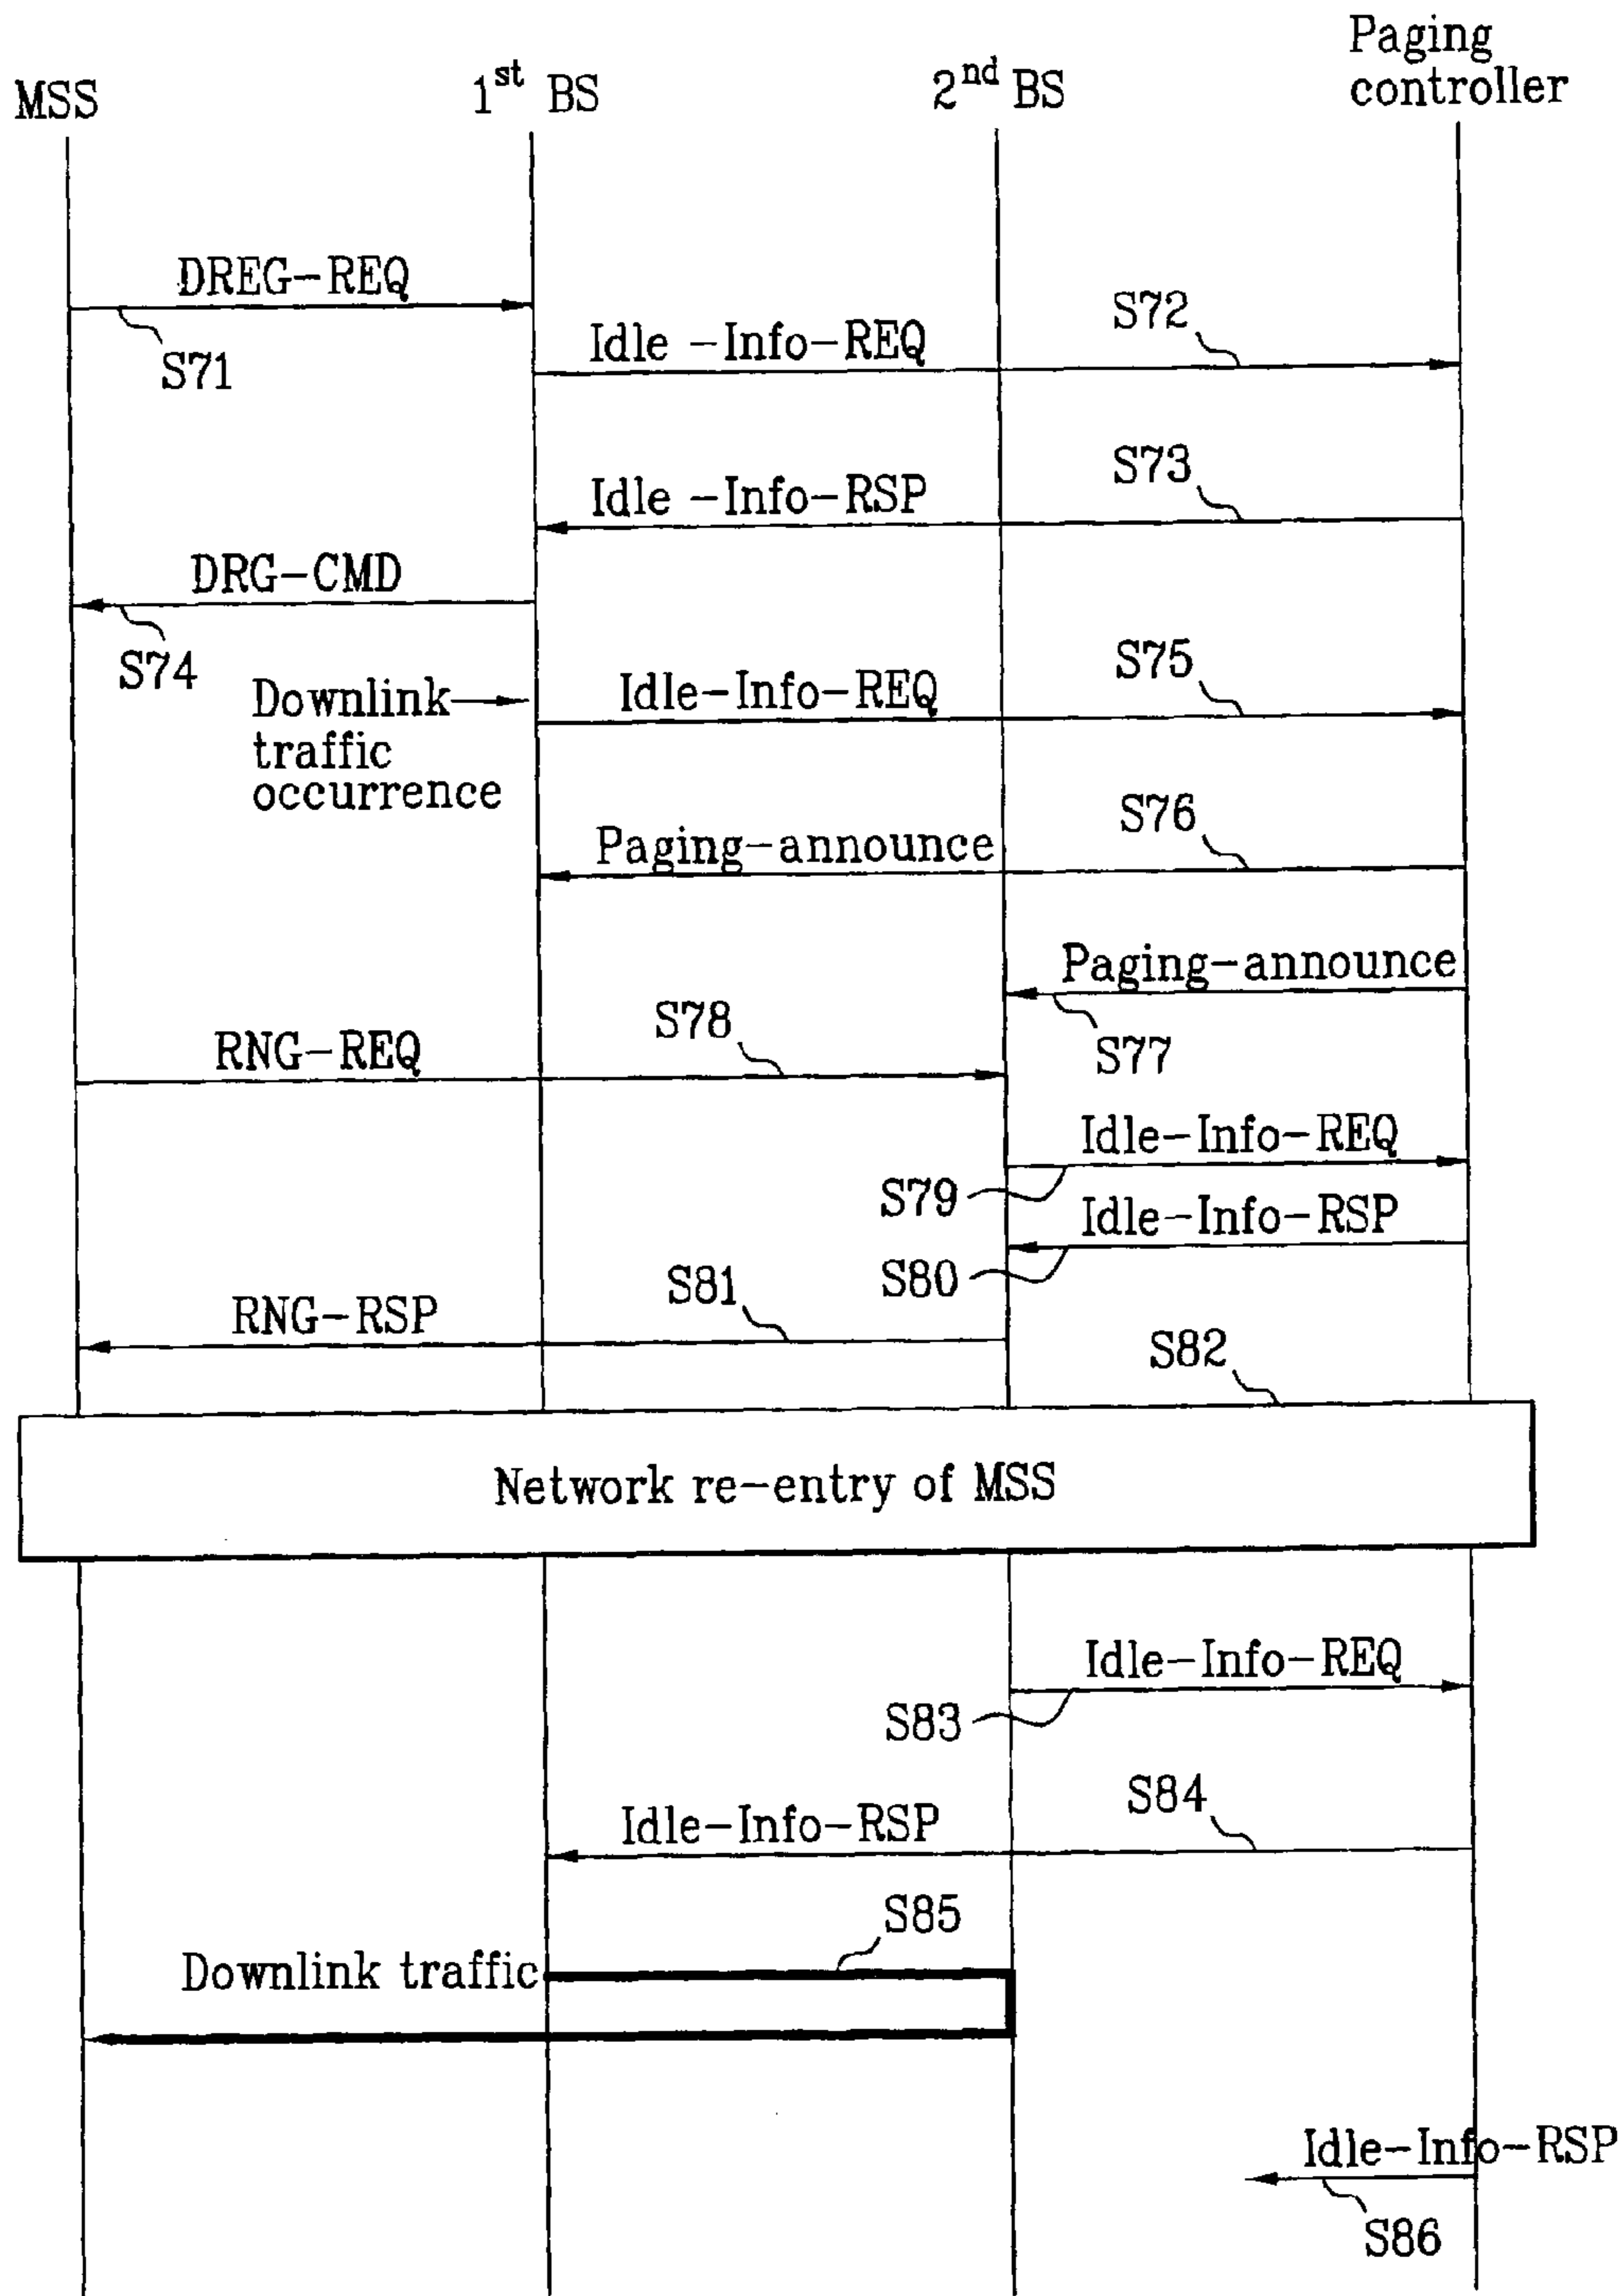 MSS
1st BS
2nd BS
Paging
controller
DREG-REQ
S71
Idle -Info-REQ
S72
Idle -Info-RSP
S73
DRG-CMD
S74
Downlink
traffic
occurrence
Idle-Info-REQ
S75
Paging-announce
S76
Paging-announce
S77
RNG-REQ
S78
Idle-Info-REQ
S79
Idle-Info-RSP
S80
RNG-RSP
S81
S82
Network re-entry of MSS
Idle-Info-REQ
S83
Idle-Info-RSP
S84
S85
Downlink traffic
Idle-Info-RSP
S86